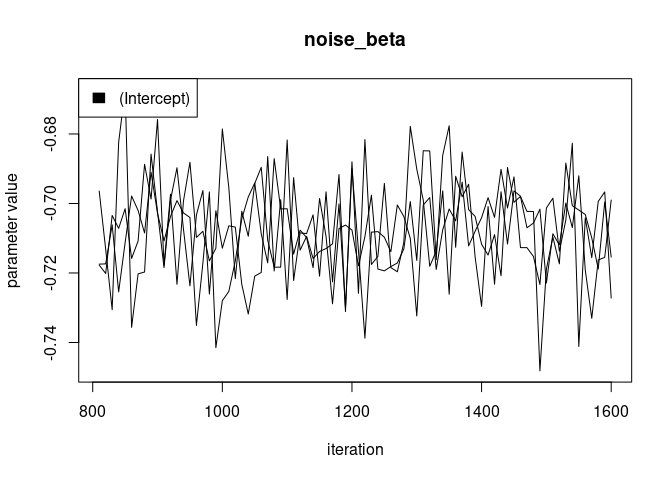 noise_beta
(Intercept)
parameter value
-0.68
-0.70
-0.72
-0.74
800 1000 1200 1400 1600
iteration